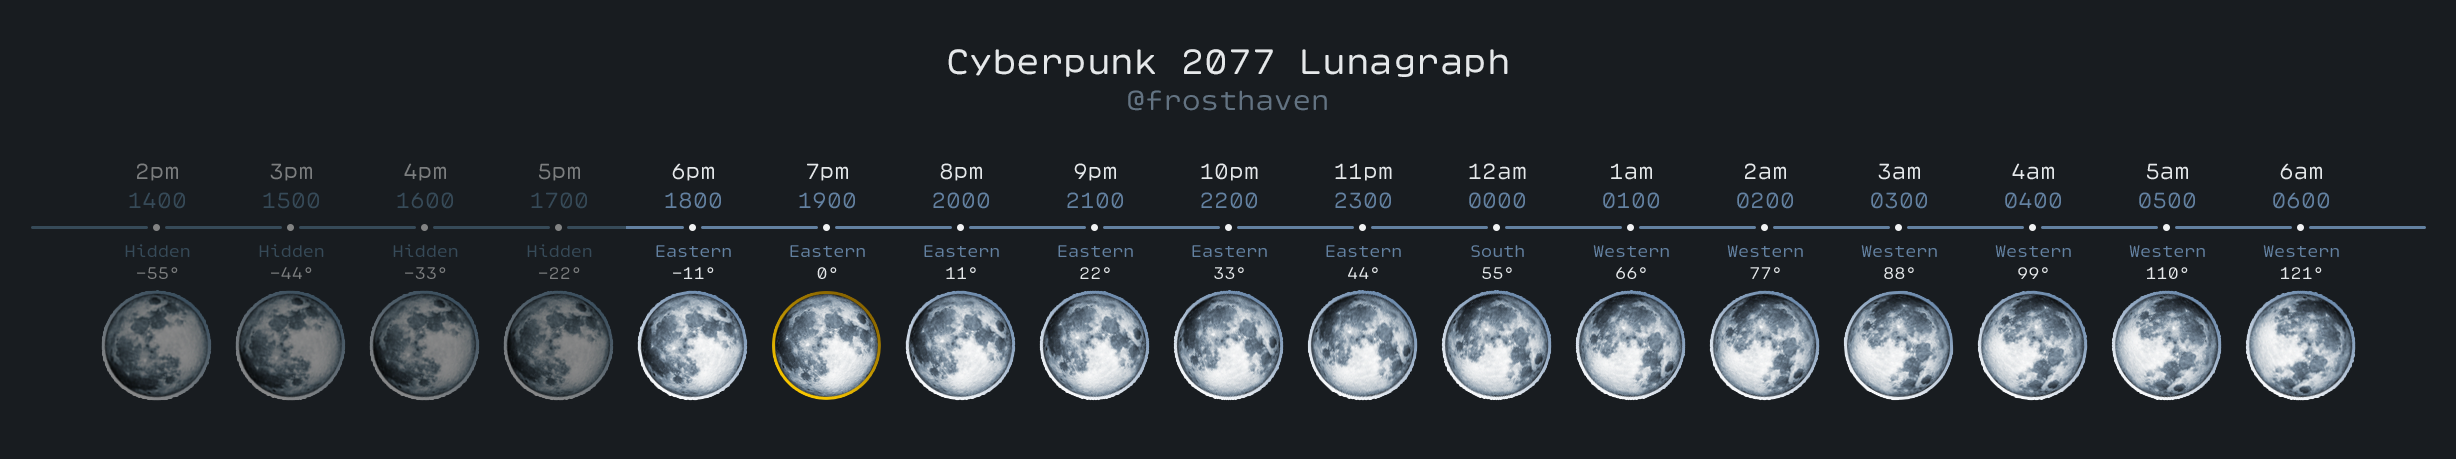 Cyberpunk 2077 Lunagraph
@frosthaven
2pm 3pm 4pm 5pm 6pm 7pm 8pm 9pm 10pm 11pm 12am 1am 2am 3am 4am 5am 6am
1400 1500 1600 1700 1800 1900 2000 2100 2200 2300 0000 0100 0200 0300 0400 0500 0600
Hidden Hidden Hidden Hidden Eastern Eastern Eastern Eastern Eastern Eastern South Western Western Western Western Western Western
-55° -44° -33° -22° -11° 0° 11° 22° 33° 44° 55° 66° 77° 88° 99° 110° 121°